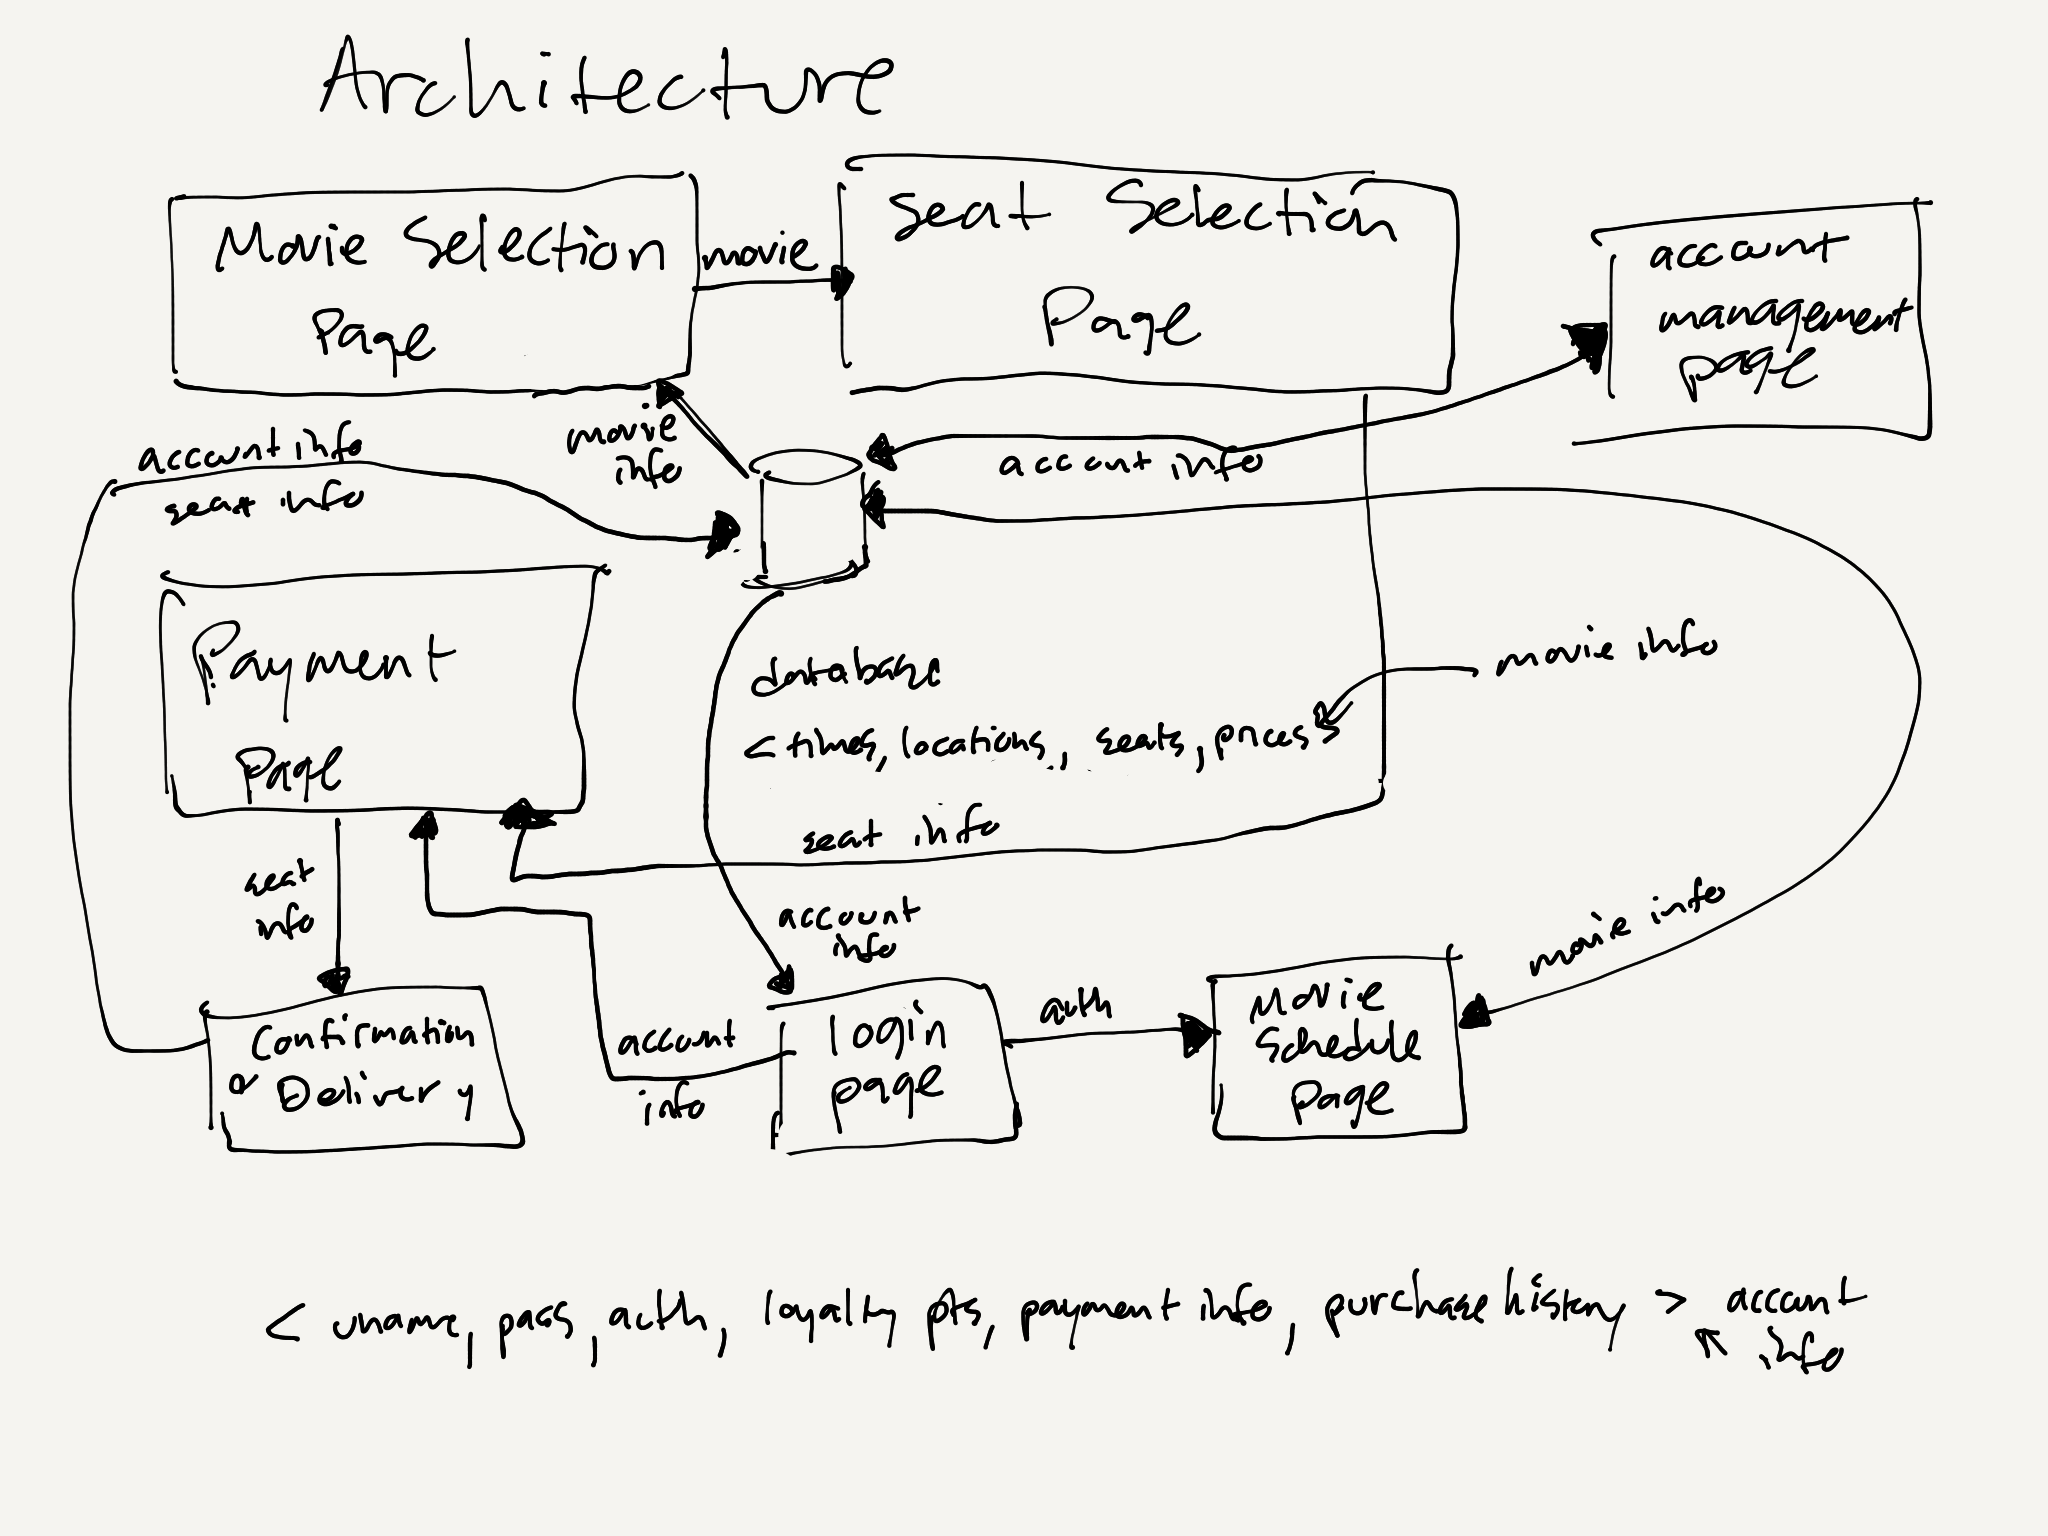 Architecture
Movie Selection
Page
movie
Seat Selection
Page
account
management
page
movie
info
account info
seat info
account info
Payment
Page
database
< times, locations, seats, prices >
movie info
seat info
seat
info
account
info
movie info
Confirmation
Delivery
account
info
login
page
auth
Movie
Schedule
Page
< uname, pass, auth, loyalty pts, payment info, purchase history > account
info